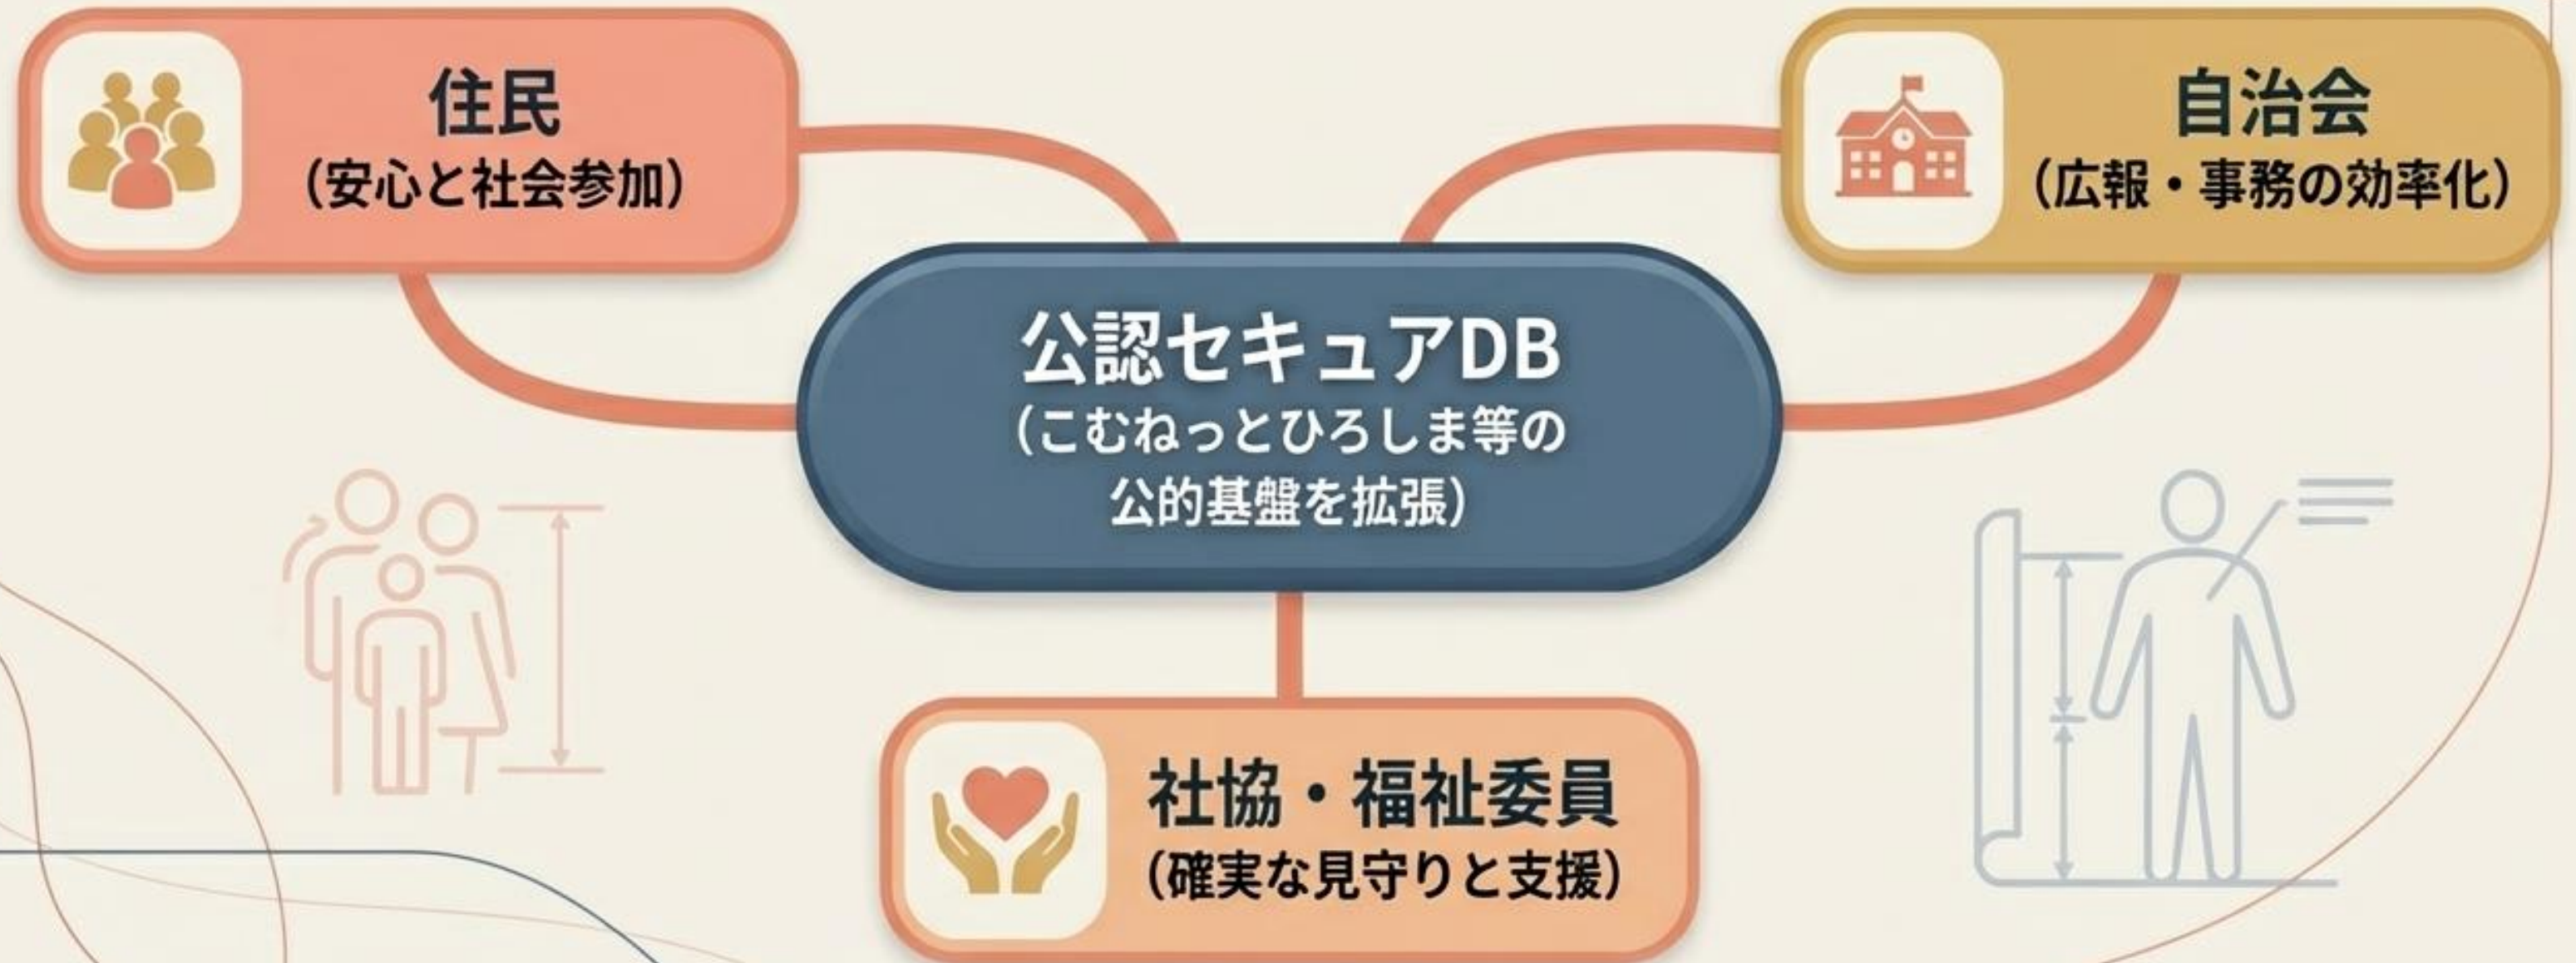 住民
（安心と社会参加）
自治会
（広報・事務の効率化）
公認セキュアDB
（こむねっとひろしま等の
公的基盤を拡張）
社協・福祉委員
（確実な見守りと支援）